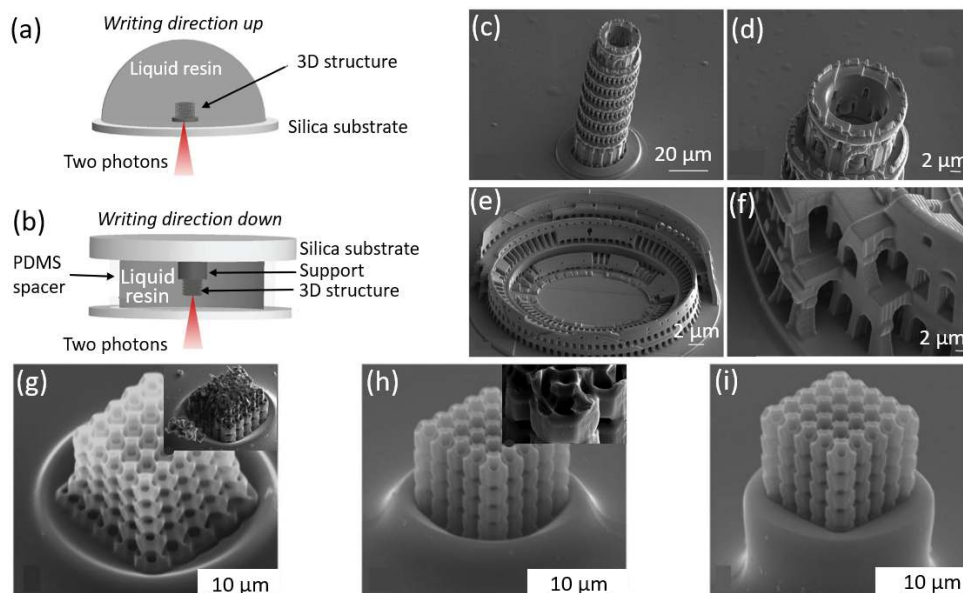 (a)
Writing direction up
Liquid resin
3D structure
Silica substrate
Two photons
(b)
Writing direction down
Silica substrate
PDMS
spacer
Liquid
resin
Support
3D structure
Two photons
(c)
20 µm
(d)
2 µm
(e)
2 µm
(f)
2 µm
(g)
10 µm
(h)
10 µm
(i)
10 µm